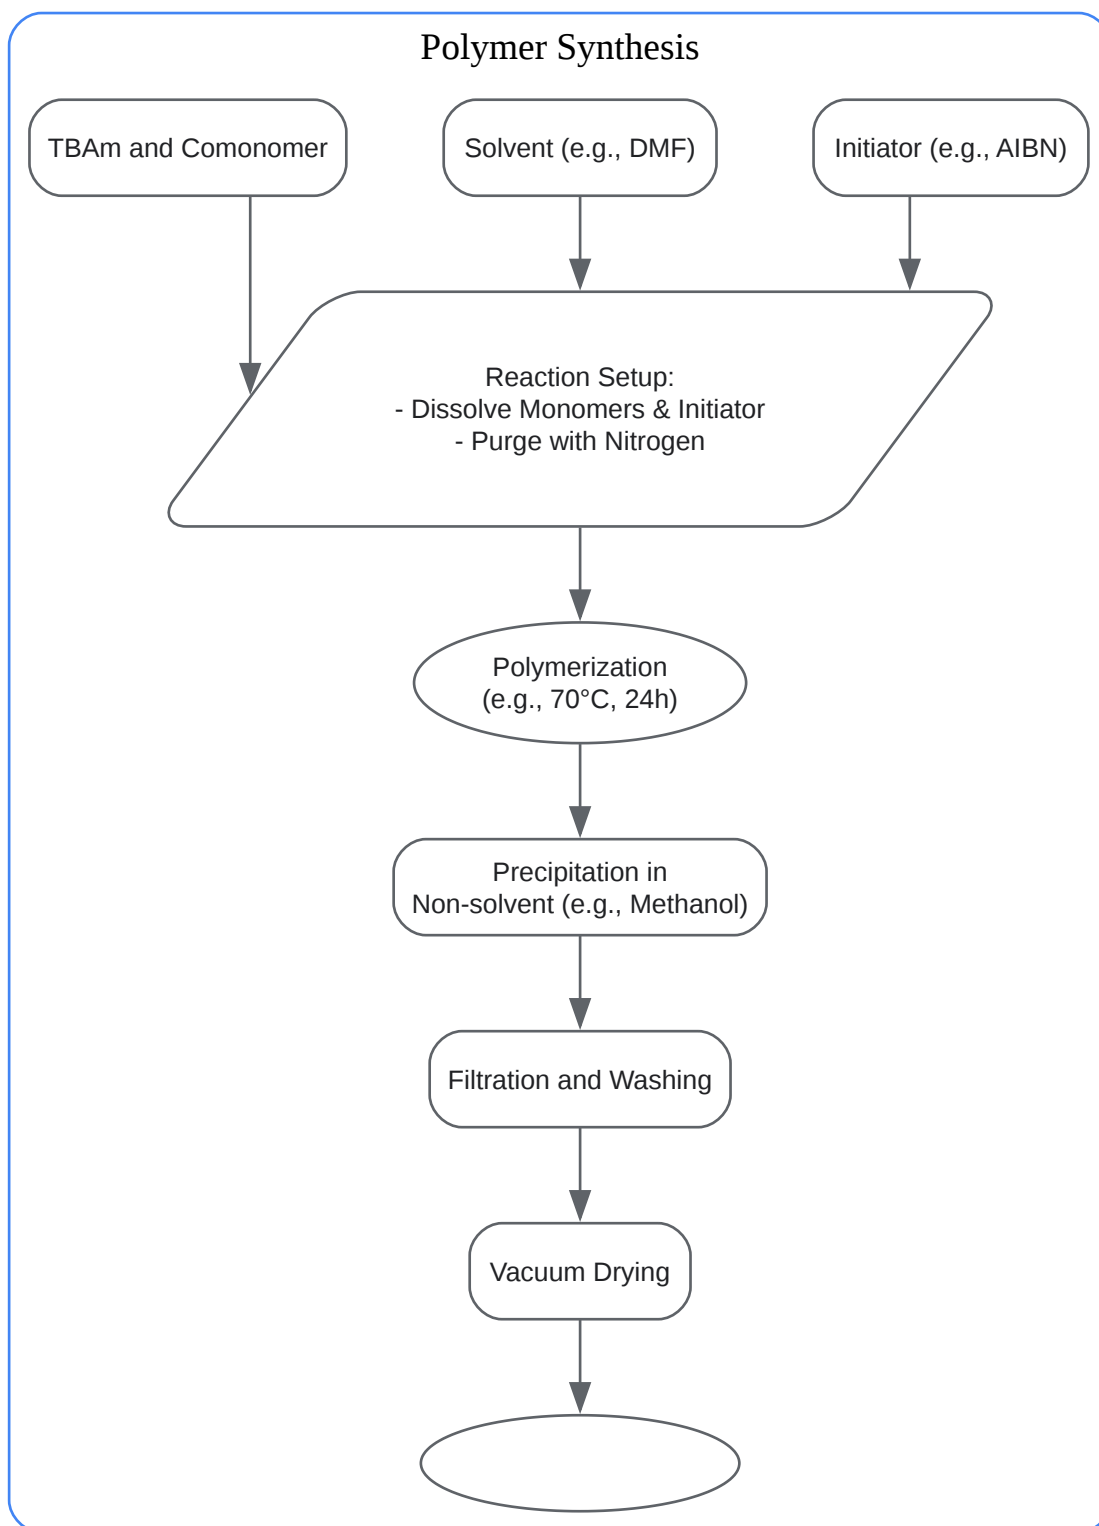 Polymer Synthesis
TBAm and Comonomer
Solvent (e.g., DMF)
Initiator (e.g., AIBN)
Reaction Setup:
- Dissolve Monomers & Initiator
- Purge with Nitrogen
Polymerization
(e.g., 70°C, 24h)
Precipitation in
Non-solvent (e.g., Methanol)
Filtration and Washing
Vacuum Drying